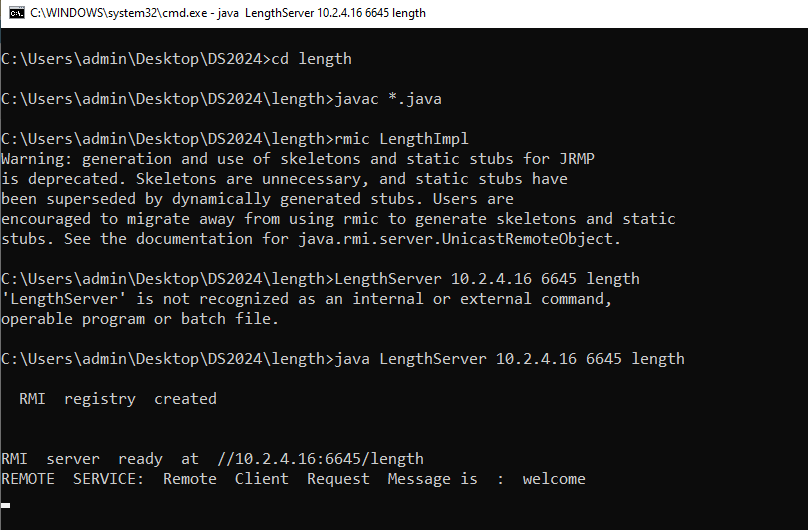 C:\WINDOWS\system32\cmd.exe - java  LengthServer 10.2.4.16 6645 length
C:\Users\admin\Desktop\DS2024>cd length
C:\Users\admin\Desktop\DS2024\length>javac *.java
C:\Users\admin\Desktop\DS2024\length>rmic LengthImpl
Warning: generation and use of skeletons and static stubs for JRMP
is deprecated. Skeletons are unnecessary, and static stubs have
been superseded by dynamically generated stubs. Users are
encouraged to migrate away from using rmic to generate skeletons and static
stubs. See the documentation for java.rmi.server.UnicastRemoteObject.
C:\Users\admin\Desktop\DS2024\length>LengthServer 10.2.4.16 6645 length
'LengthServer' is not recognized as an internal or external command,
operable program or batch file.
C:\Users\admin\Desktop\DS2024\length>java LengthServer 10.2.4.16 6645 length
RMI  registry  created
RMI  server  ready  at  //10.2.4.16:6645/length
REMOTE  SERVICE:  Remote  Client  Request  Message is  :  welcome